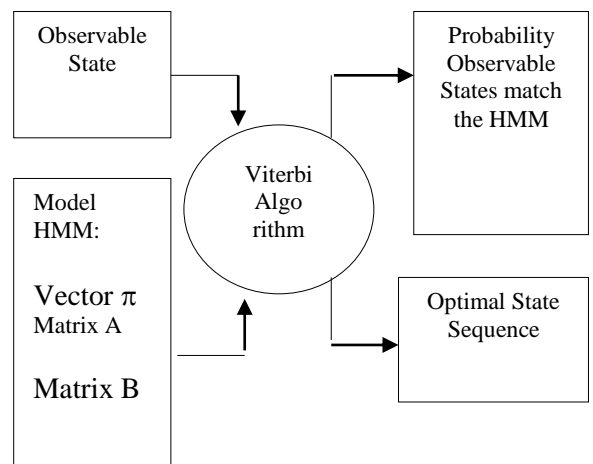 Observable
State
Model
HMM:
Vector π
Matrix A
Matrix B
Viterbi
Algo
rithm
Probability
Observable
States match
the HMM
Optimal State
Sequence